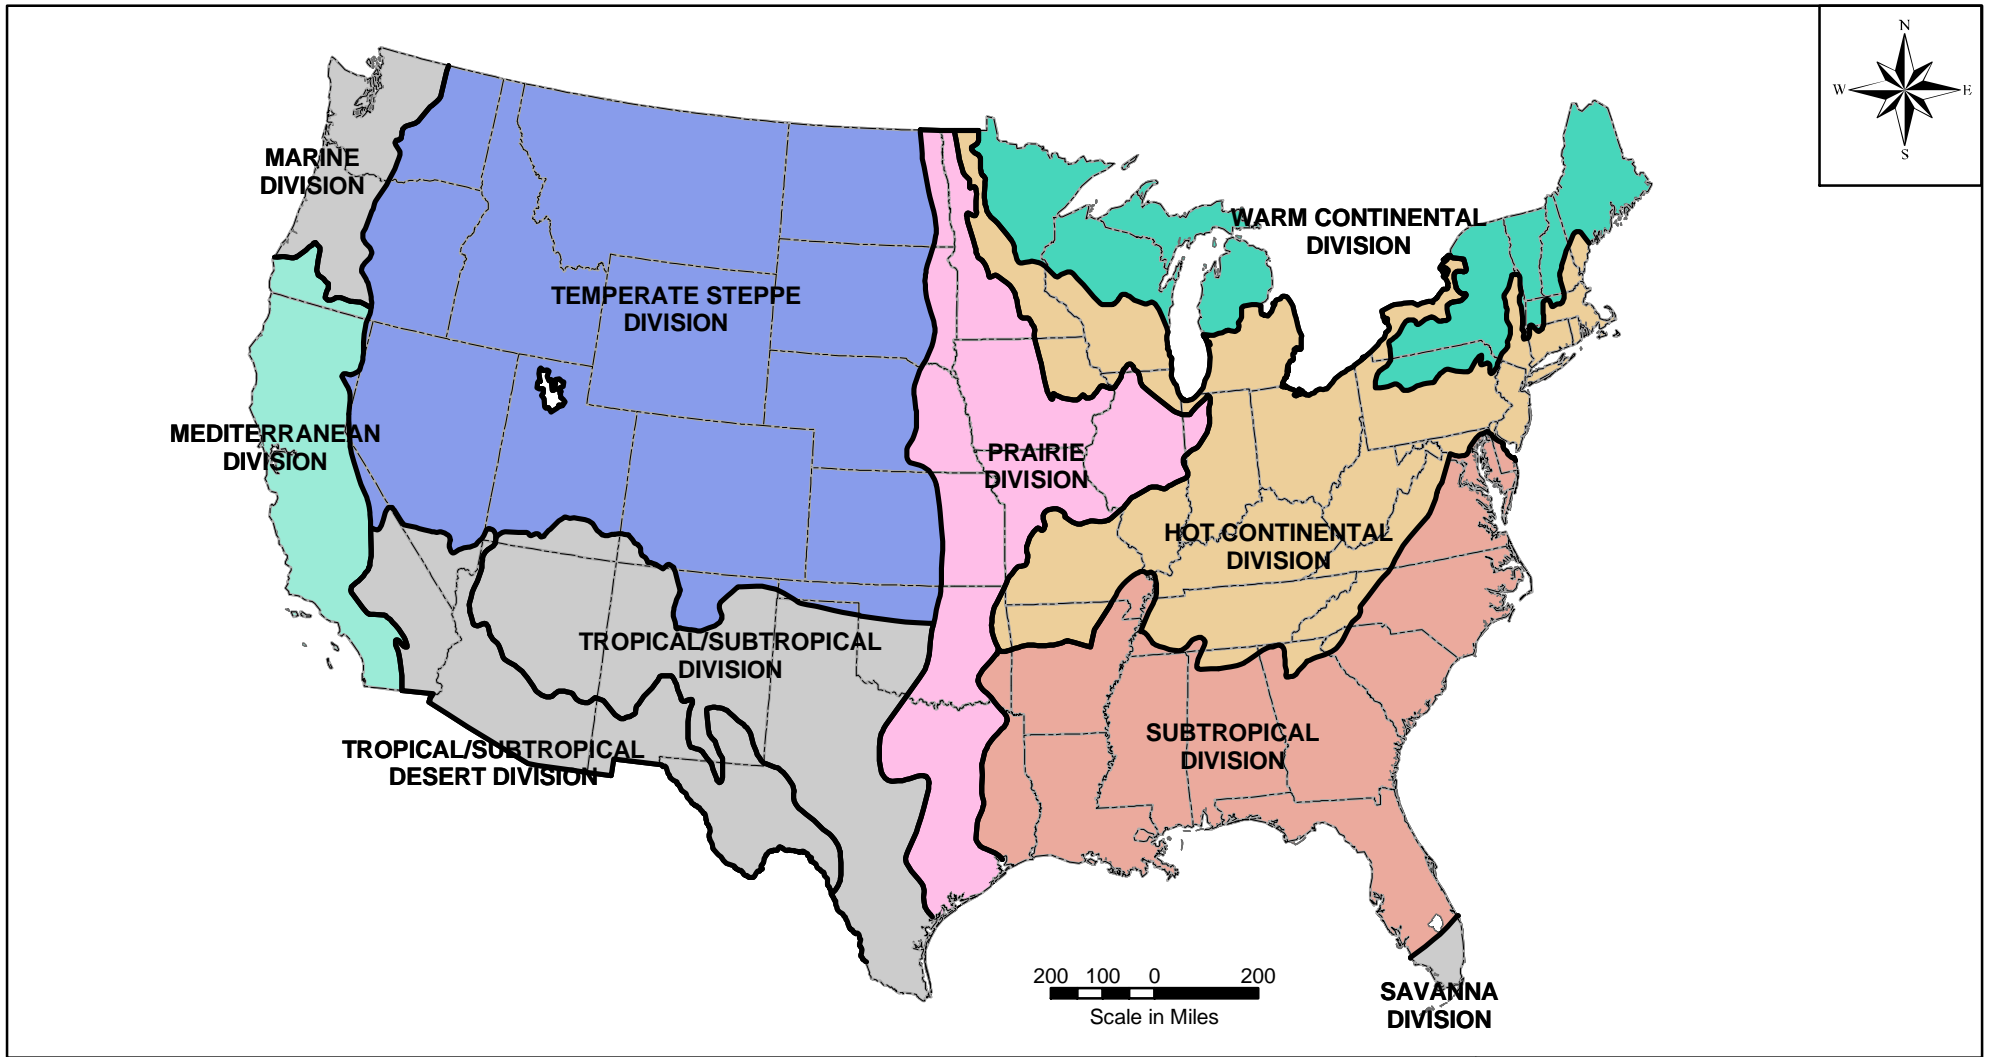 N
W
E
S
MARINE
DIVISION
WARM CONTINENTAL
DIVISION
TEMPERATE STEPPE
DIVISION
MEDITERRANEAN
DIVISION
PRAIRIE
DIVISION
HOT CONTINENTAL
DIVISION
TROPICAL/SUBTROPICAL
DIVISION
TROPICAL/SUBTROPICAL
DESERT DIVISION
SUBTROPICAL
DIVISION
200 100 0 200
Scale in Miles
SAVANNA
DIVISION